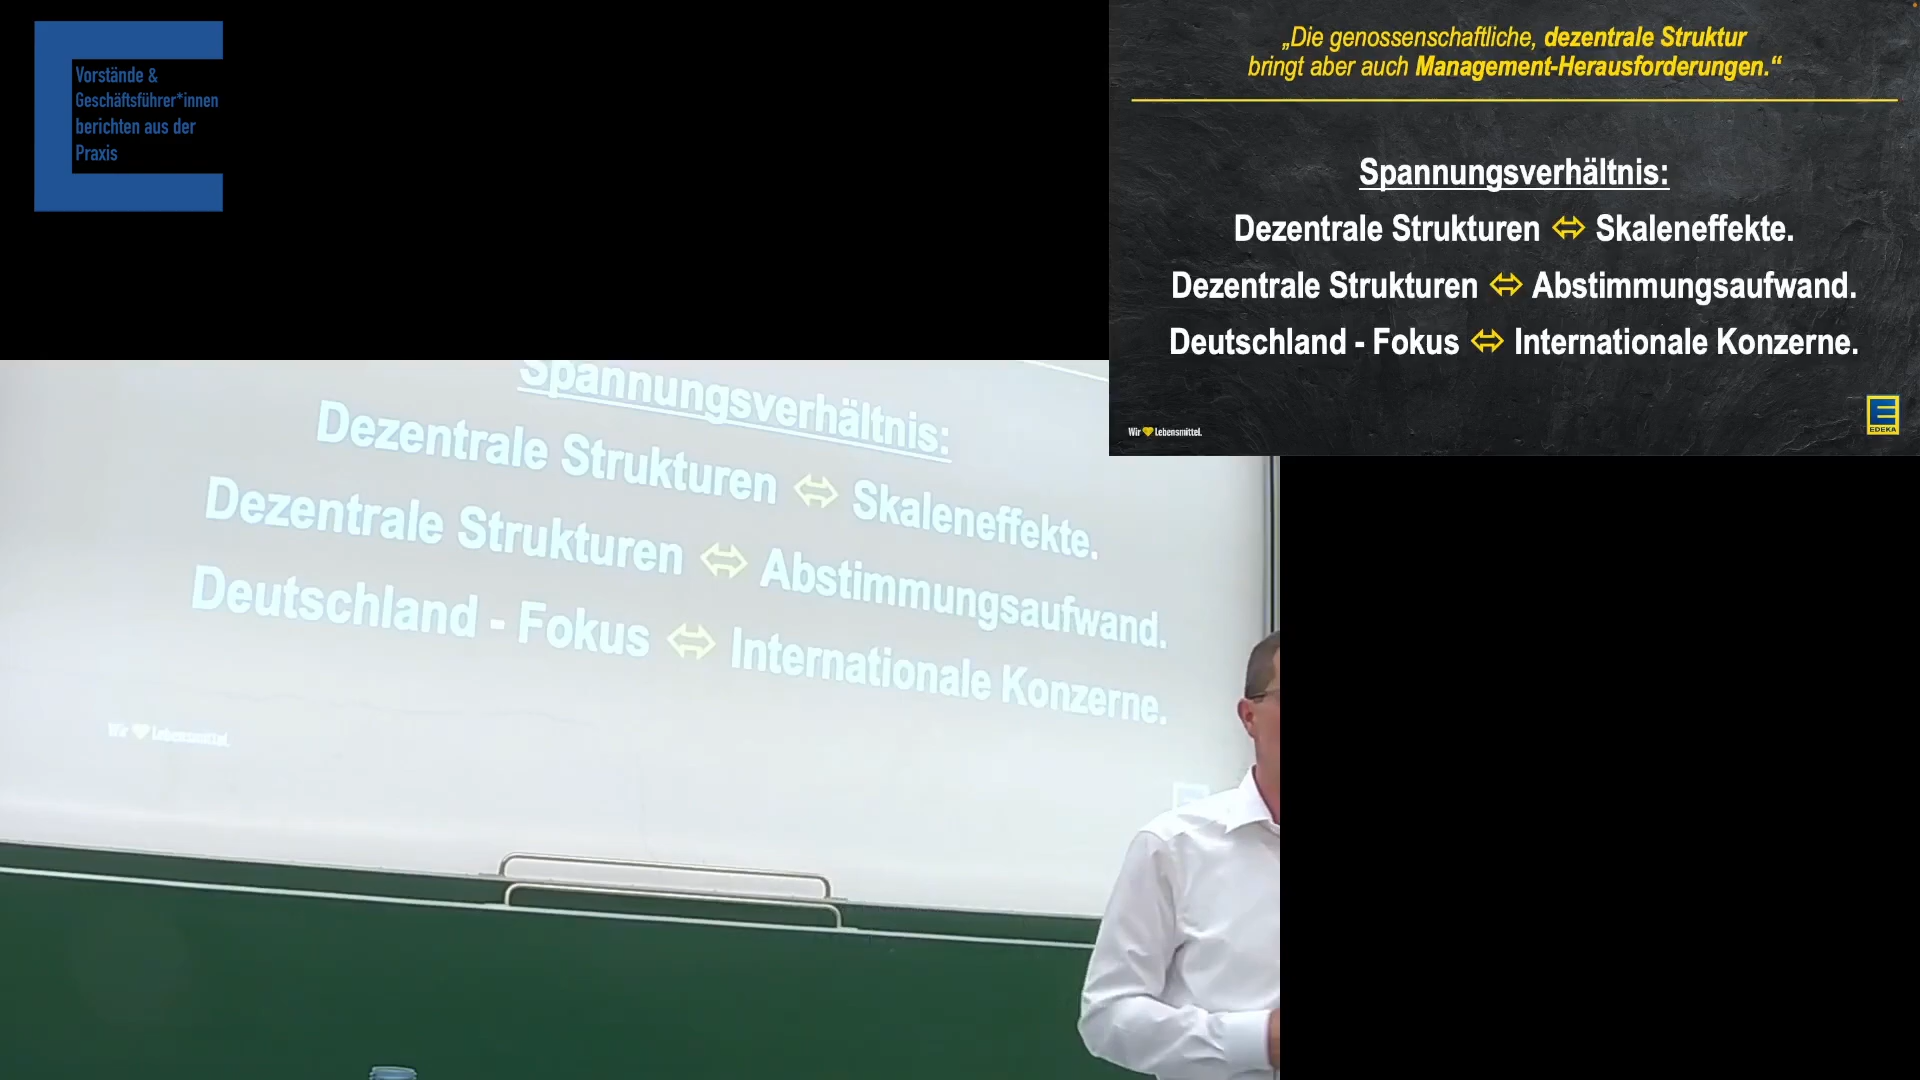 Vorstände &
Geschäftsführer*innen
berichten aus der
Praxis
„Die genossenschaftliche, dezentrale Struktur
bringt aber auch Management-Herausforderungen.“
Spannungsverhältnis:
Dezentrale Strukturen ⇔ Skaleneffekte.
Dezentrale Strukturen ⇔ Abstimmungsaufwand.
Deutschland - Fokus ⇔ Internationale Konzerne.
Wir 💛 Lebensmittel.
EDEKA
Spannungsverhältnis:
Dezentrale Strukturen ⇔ Skaleneffekte.
Dezentrale Strukturen ⇔ Abstimmungsaufwand.
Deutschland - Fokus ⇔ Internationale Konzerne.
Wir ♥ Lebensmittel.